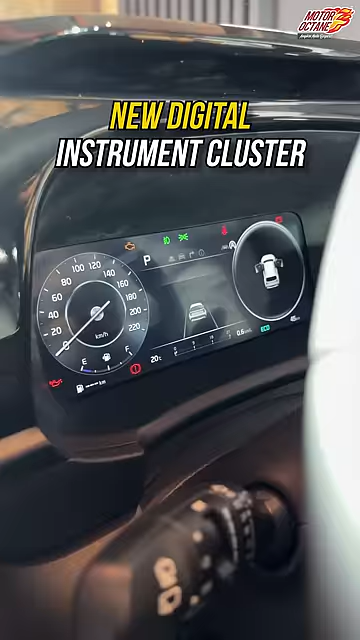 MOTOR
OCTANE
NEW DIGITAL
INSTRUMENT CLUSTER
P
100 120
80 140
60 160
40 180
20 200
0 220
km/h
E F
20°c
ECO